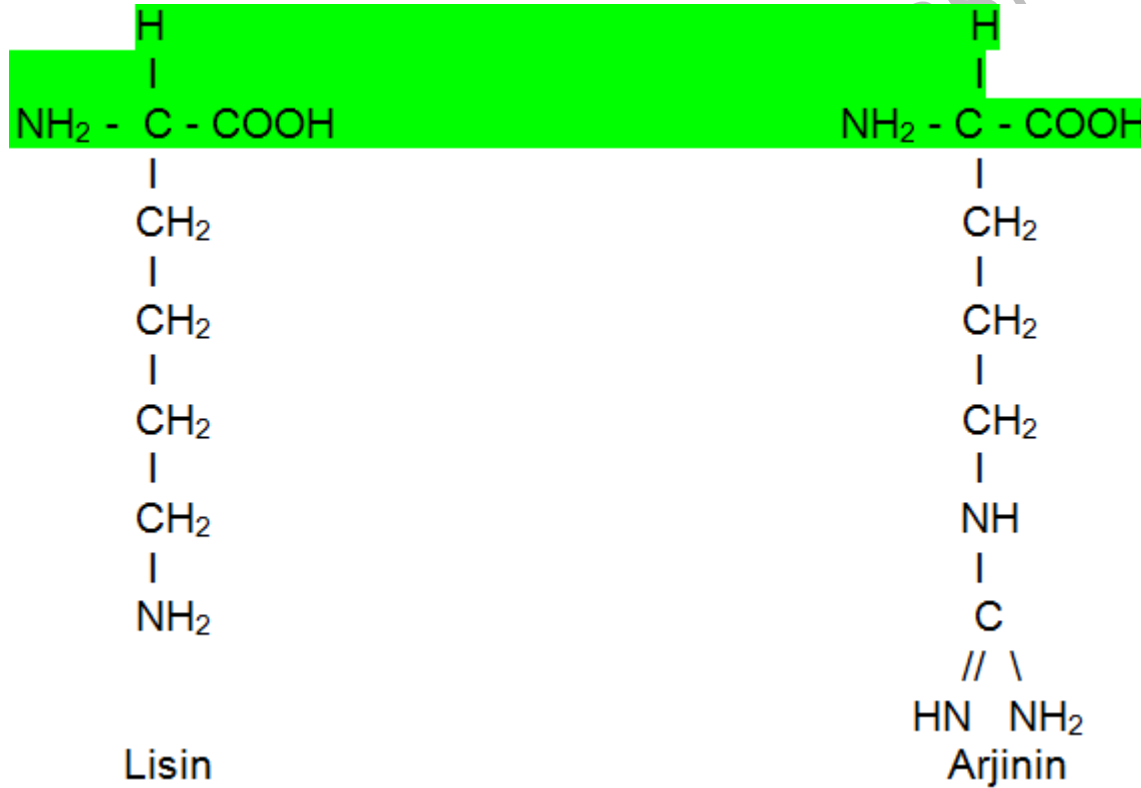 H H
I I
NH₂ - C - COOH NH₂ - C - COOH
I I
CH₂ CH₂
I I
CH₂ CH₂
I I
CH₂ CH₂
I I
CH₂ NH
I I
NH₂ C
// \
HN NH₂
Lisin Arjinin